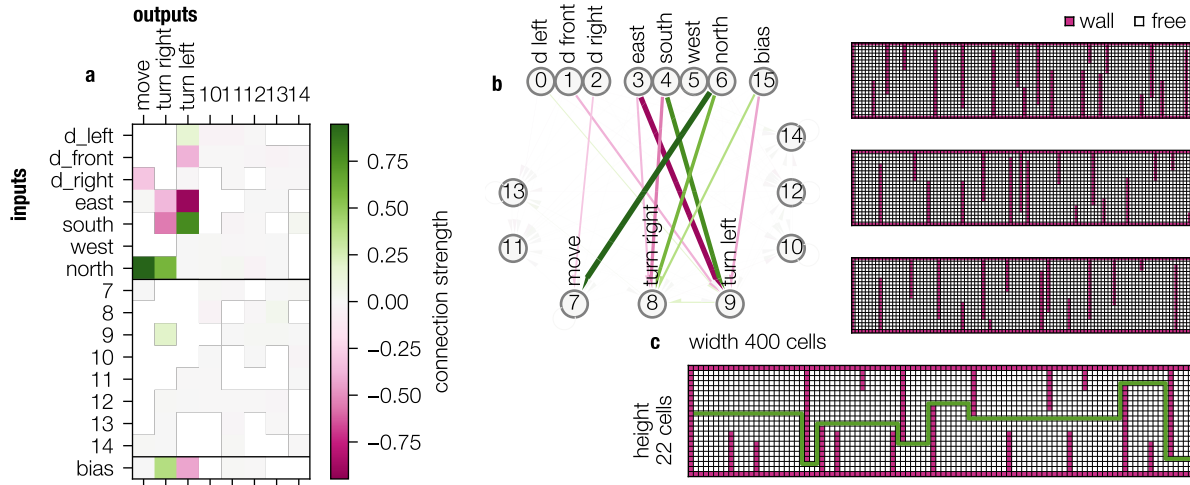 outputs
a
move
turn right
turn left
10 11 12 13 14
inputs
d_left
d_front
d_right
east
south
west
north
7
8
9
10
11
12
13
14
bias
0.75
0.50
0.25
0.00
−0.25
−0.50
−0.75
connection strength
b
d left
d front
d right
east
south
west
north
bias
0 1 2 3 4 5 6 15
14
13
12
11
10
move
turn right
turn left
7
8
9
wall free
c width 400 cells
height
22 cells